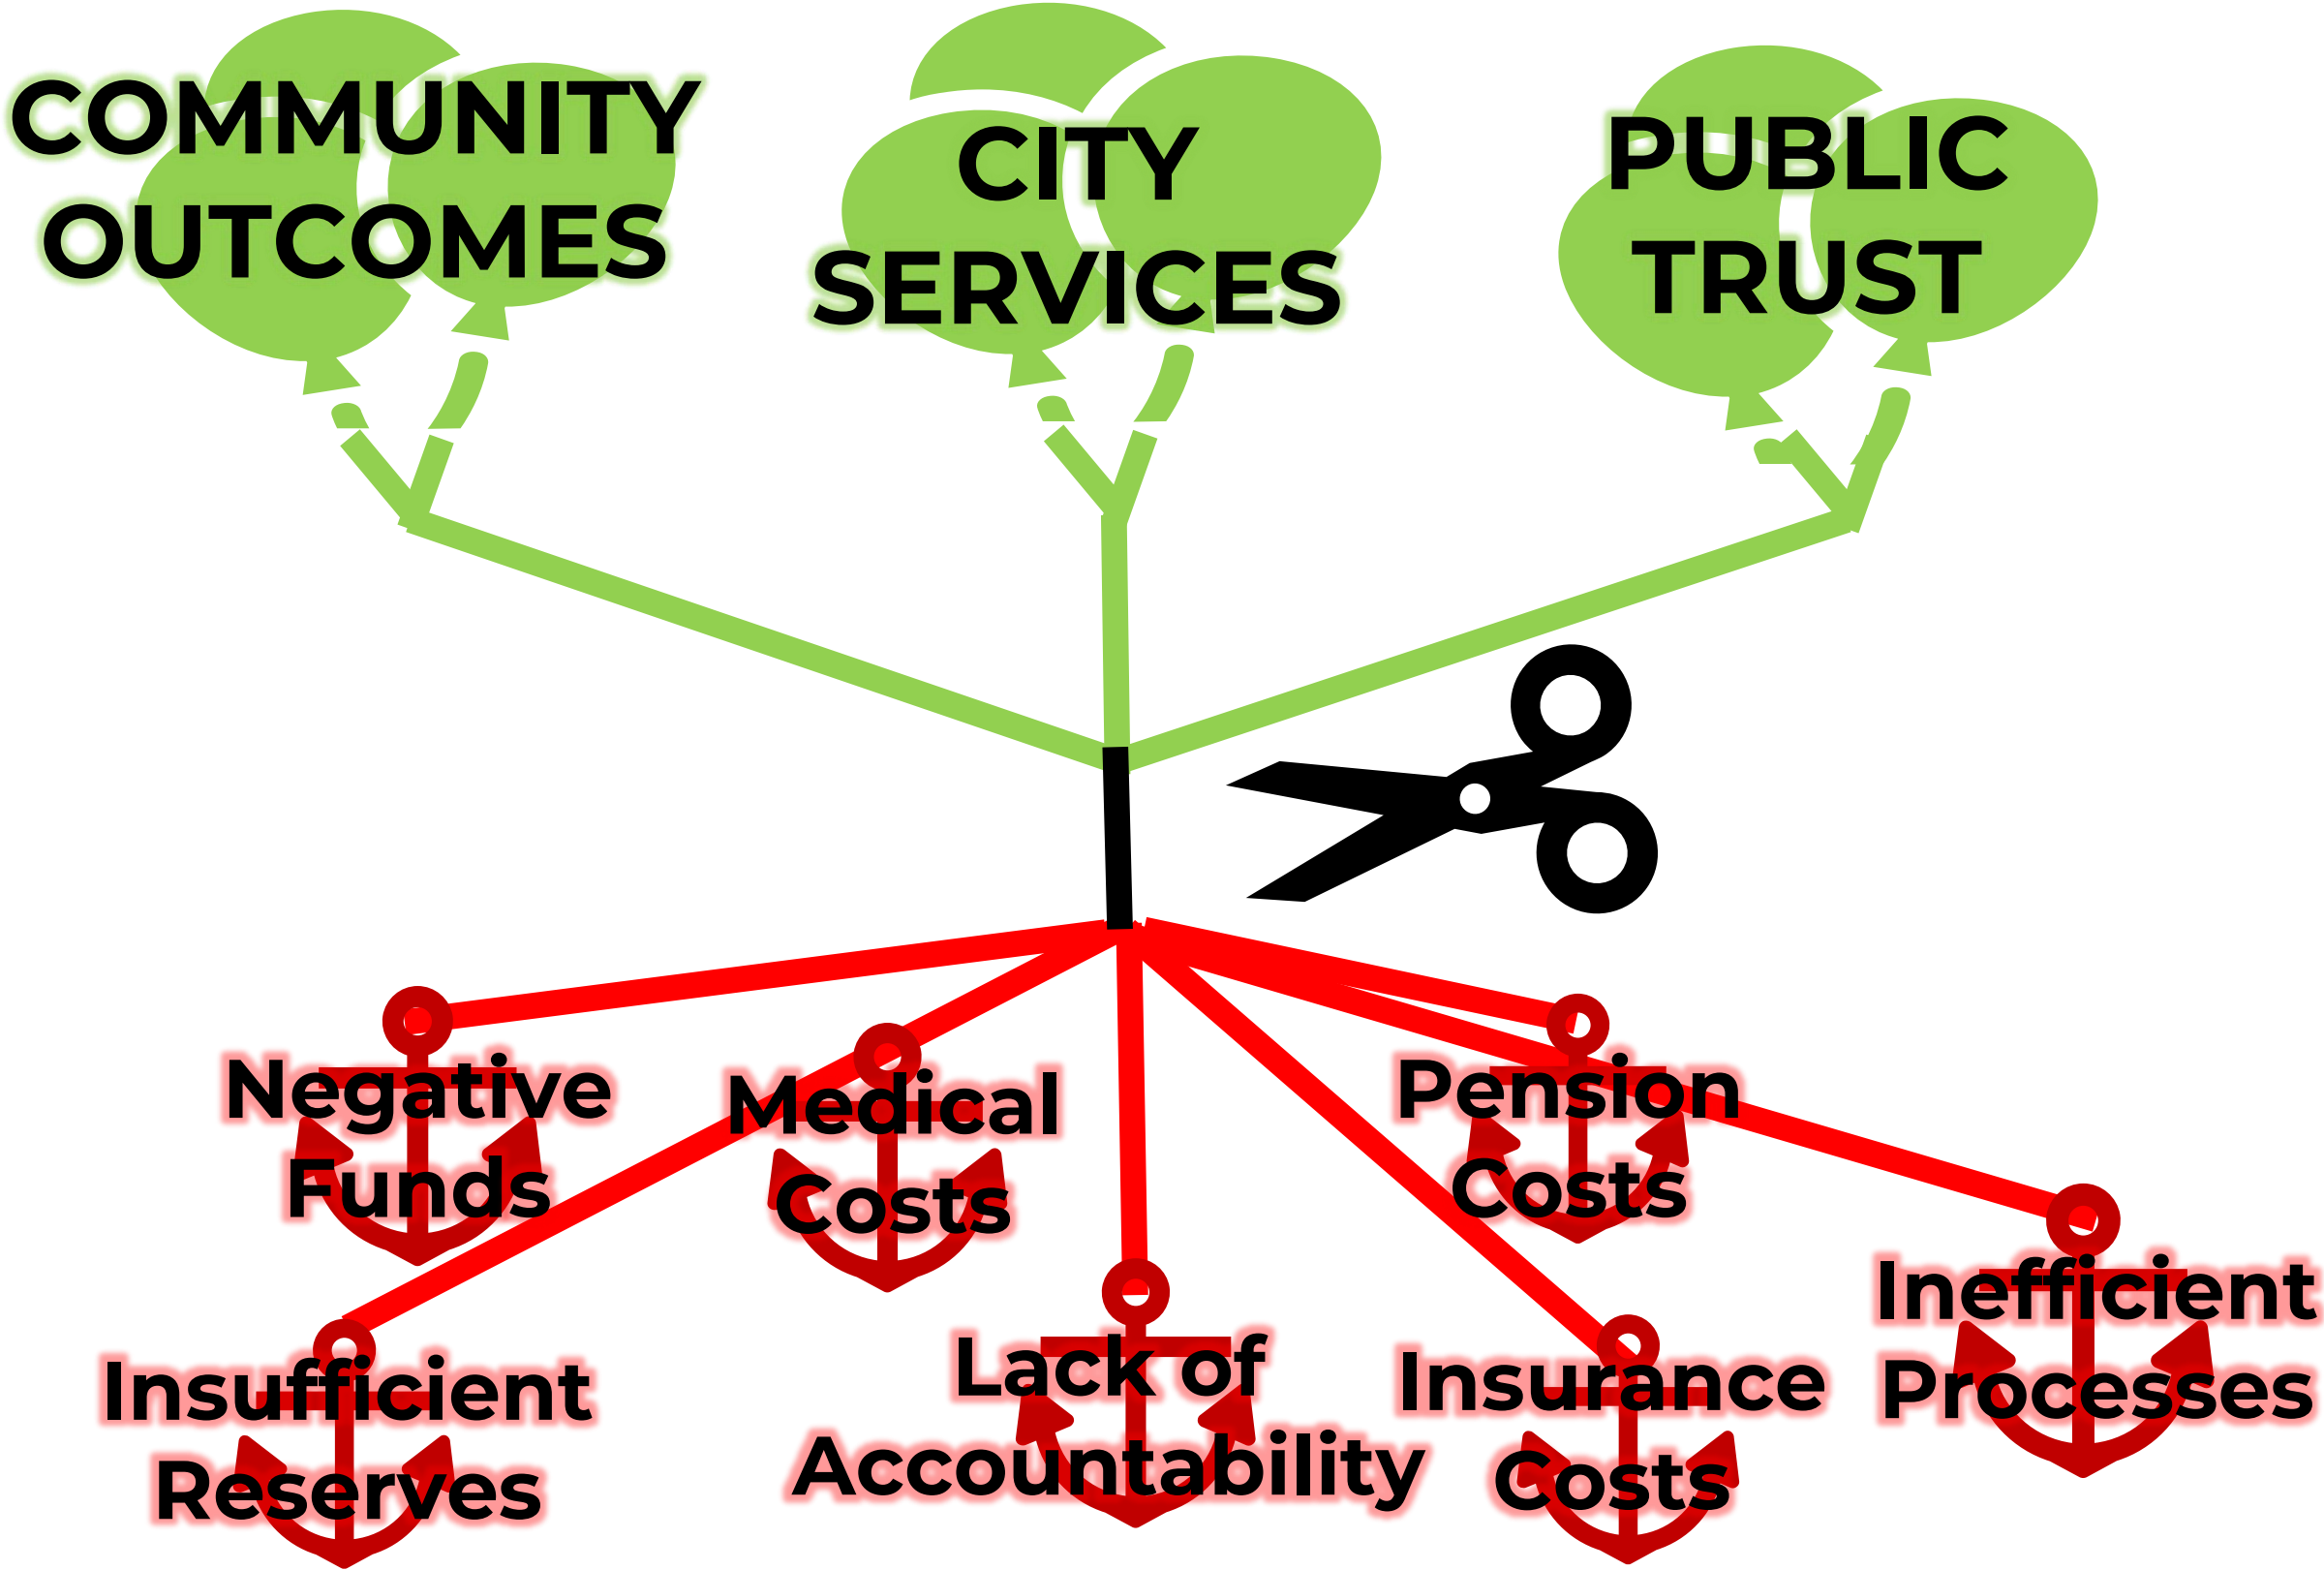 COMMUNITY
OUTCOMES
CITY
SERVICES
PUBLIC
TRUST
Negative
Funds
Medical
Costs
Pension
Costs
Inefficient
Processes
Insufficient
Reserves
Lack of
Accountability
Insurance
Costs